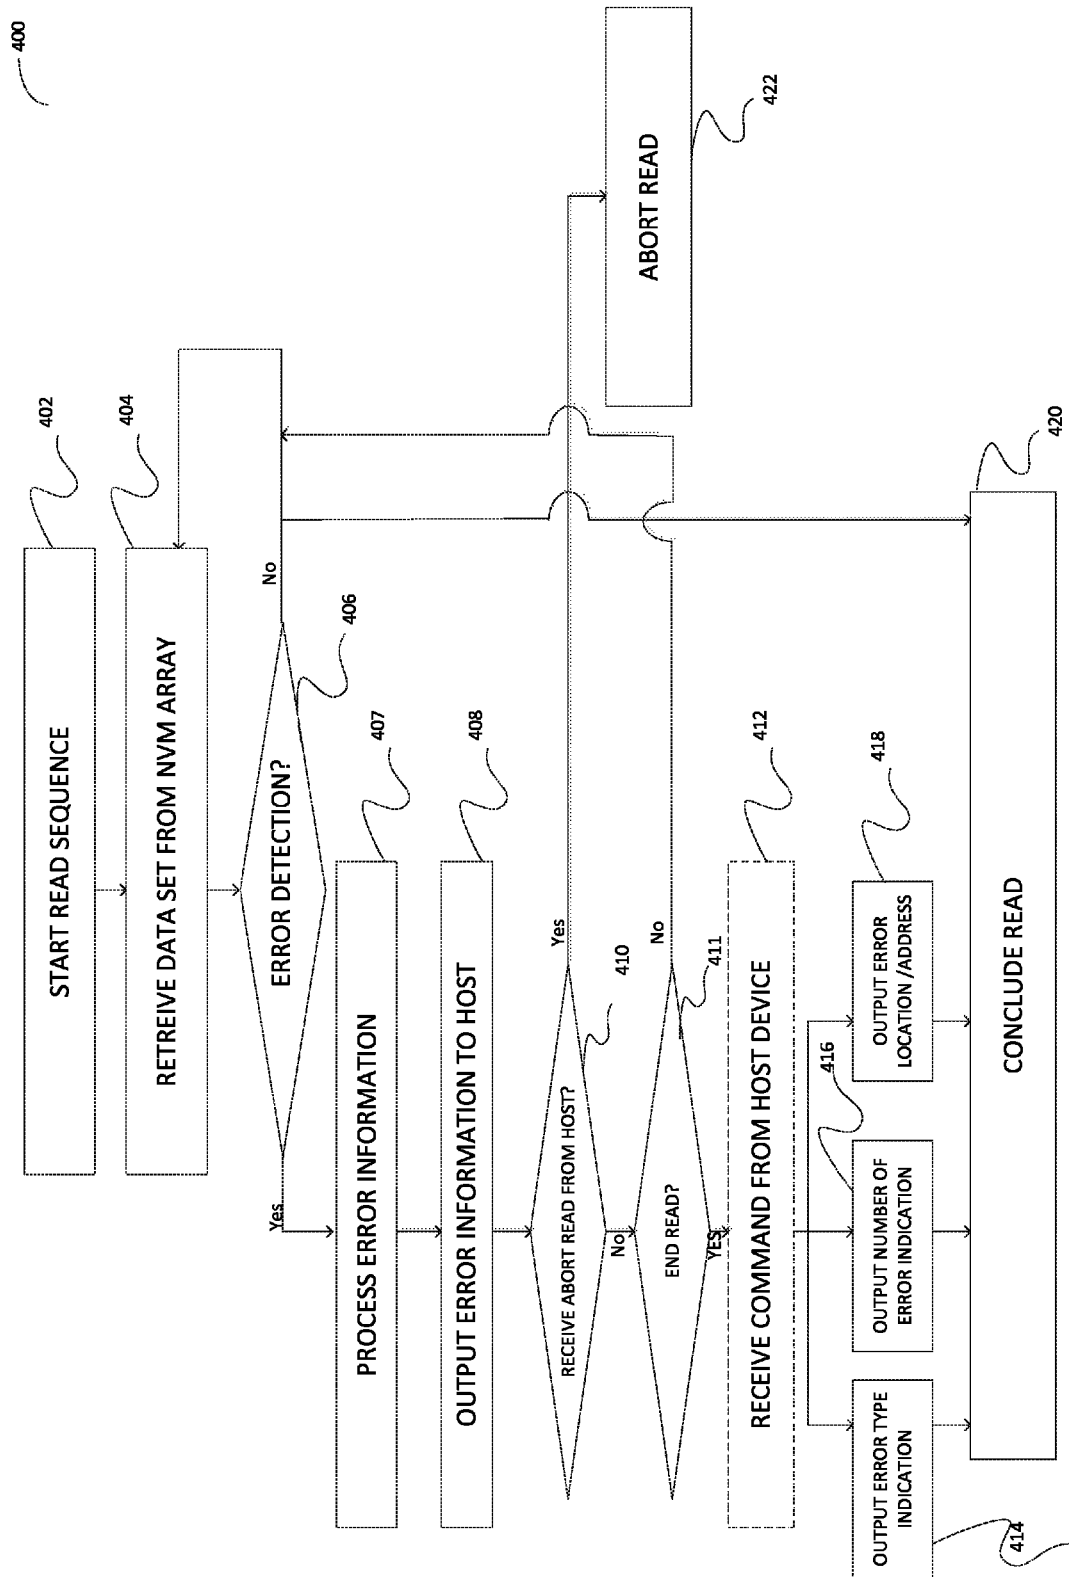 400
START READ SEQUENCE
402
RETREIVE DATA SET FROM NVM ARRAY
404
ERROR DETECTION?
406
No
Yes
PROCESS ERROR INFORMATION
407
OUTPUT ERROR INFORMATION TO HOST
408
RECEIVE ABORT READ FROM HOST?
410
Yes
No
ABORT READ
422
END READ?
411
No
YES
RECEIVE COMMAND FROM HOST DEVICE
412
OUTPUT ERROR TYPE
INDICATION
414
OUTPUT NUMBER OF
ERROR INDICATION
416
OUTPUT ERROR
LOCATION /ADDRESS
418
CONCLUDE READ
420